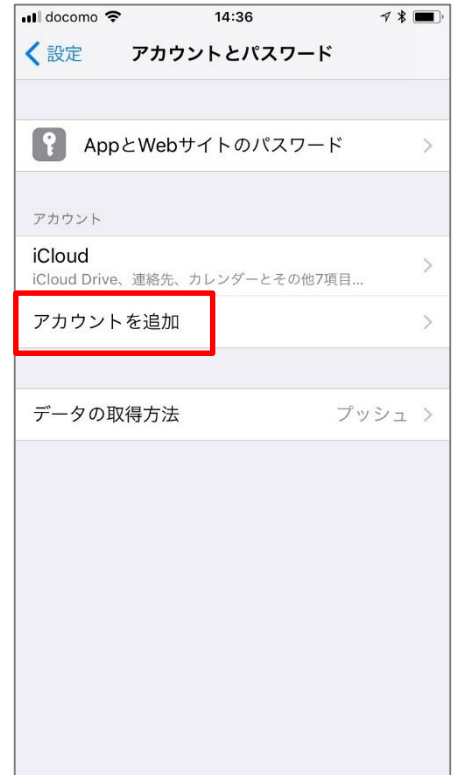 docomo 14:36
設定 アカウントとパスワード
AppとWebサイトのパスワード
アカウント
iCloud
iCloud Drive、連絡先、カレンダーとその他7項目...
アカウントを追加
データの取得方法 プッシュ